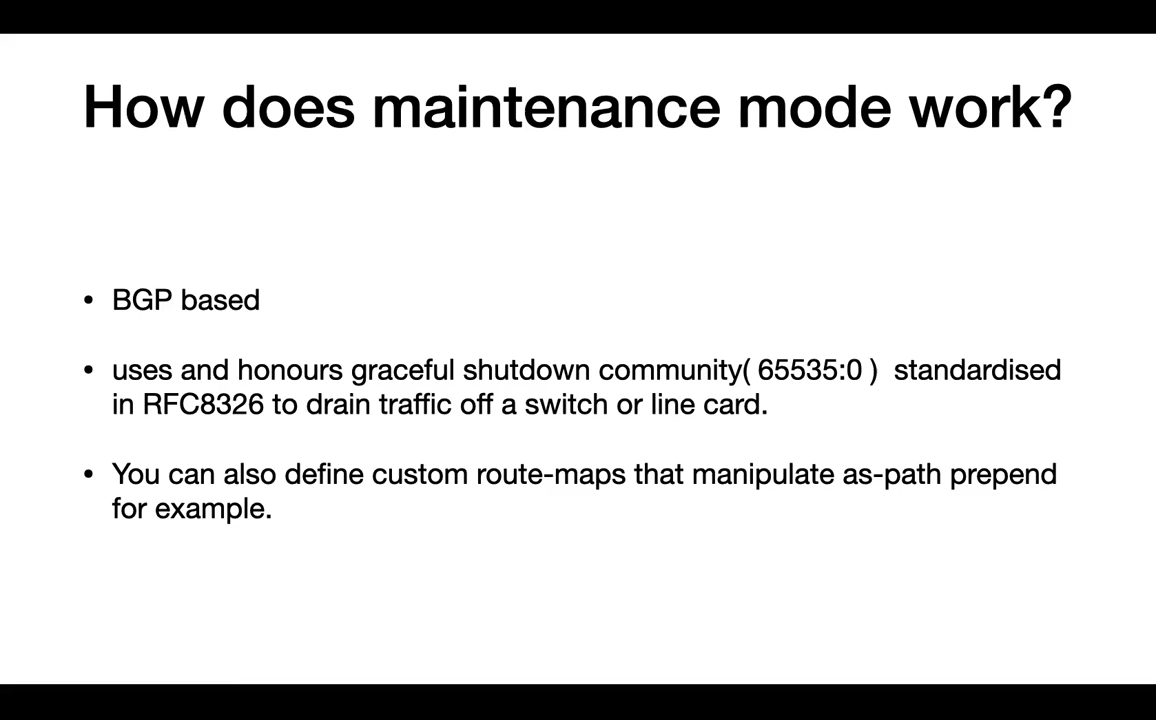 How does maintenance mode work?
• BGP based
• uses and honours graceful shutdown community( 65535:0 )  standardised
in RFC8326 to drain traffic off a switch or line card.
• You can also define custom route-maps that manipulate as-path prepend
for example.